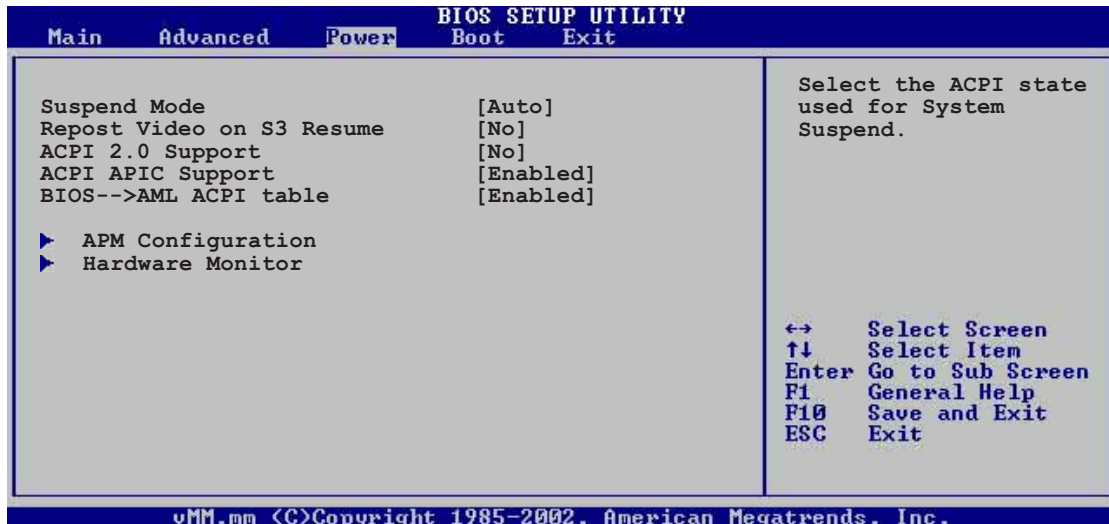 BIOS SETUP UTILITY
Main Advanced Power Boot Exit
Suspend Mode [Auto]
Repost Video on S3 Resume [No]
ACPI 2.0 Support [No]
ACPI APIC Support [Enabled]
BIOS-->AML ACPI table [Enabled]
APM Configuration
Hardware Monitor
Select the ACPI state
used for System
Suspend.
←→ Select Screen
↑↓ Select Item
Enter Go to Sub Screen
F1 General Help
F10 Save and Exit
ESC Exit
vMM.mm (C)Copyright 1985-2002, American Megatrends, Inc.